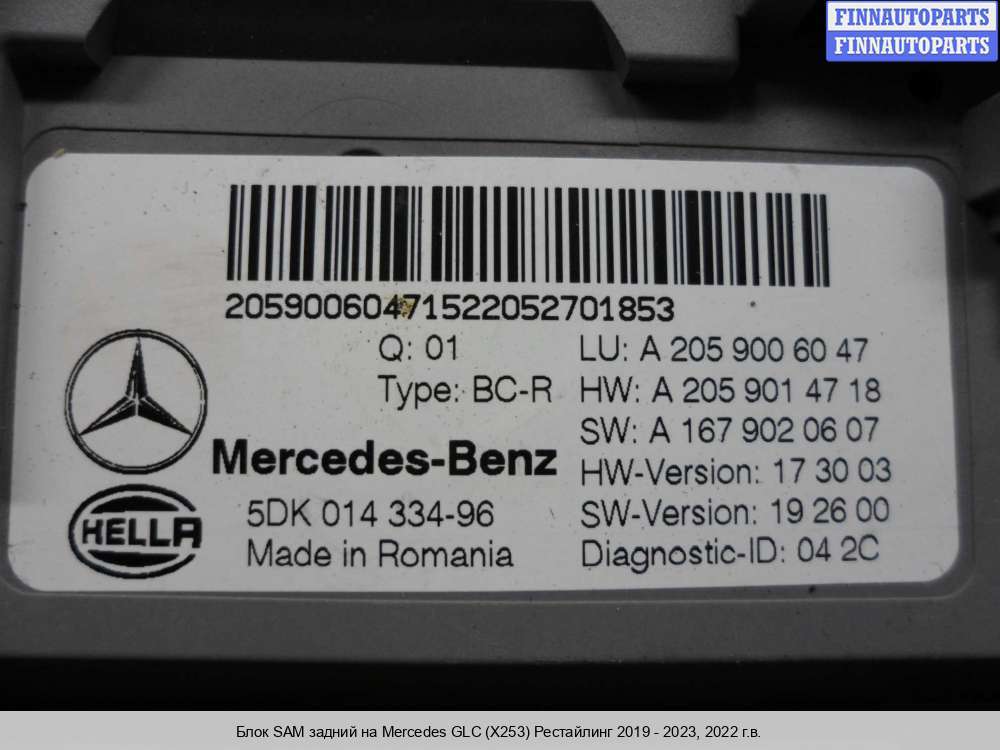 FINNAUTOPARTS
FINNAUTOPARTS
20590060471522052701853
Q: 01
Type: BC-R
LU: A 205 900 60 47
HW: A 205 901 47 18
SW: A 167 902 06 07
HW-Version: 17 30 03
SW-Version: 19 26 00
Diagnostic-ID: 04 2C
Mercedes-Benz
HELLA
5DK 014 334-96
Made in Romania
Блок SAM задний на Mercedes GLC (X253) Рестайлинг 2019 - 2023, 2022 г.в.